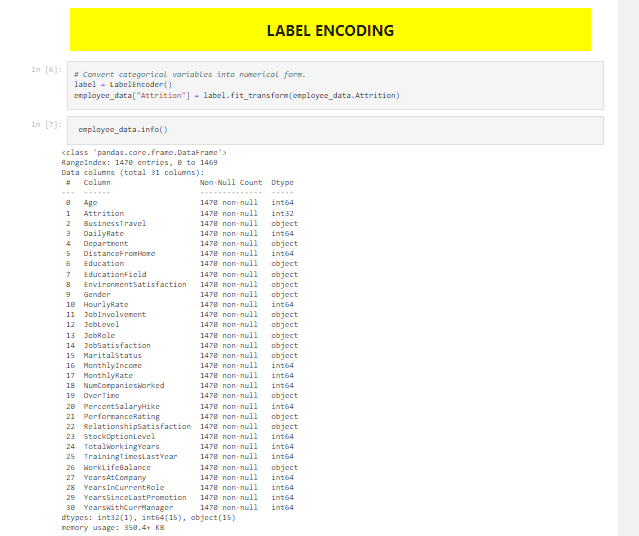 LABEL ENCODING
In [6]:
# Convert categorical variables into numerical form.
label = LabelEncoder()
employee_data["Attrition"] = label.fit_transform(employee_data.Attrition)
In [7]:
employee_data.info()
<class 'pandas.core.frame.DataFrame'>
RangeIndex: 1470 entries, 0 to 1469
Data columns (total 31 columns):
# Column Non-Null Count Dtype
--- ------ -------------- -----
0 Age 1470 non-null int64
1 Attrition 1470 non-null int32
2 BusinessTravel 1470 non-null object
3 DailyRate 1470 non-null int64
4 Department 1470 non-null object
5 DistanceFromHome 1470 non-null int64
6 Education 1470 non-null object
7 EducationField 1470 non-null object
8 EnvironmentSatisfaction 1470 non-null object
9 Gender 1470 non-null object
10 HourlyRate 1470 non-null int64
11 JobInvolvement 1470 non-null object
12 JobLevel 1470 non-null object
13 JobRole 1470 non-null object
14 JobSatisfaction 1470 non-null object
15 MaritalStatus 1470 non-null object
16 MonthlyIncome 1470 non-null int64
17 MonthlyRate 1470 non-null int64
18 NumCompaniesWorked 1470 non-null int64
19 OverTime 1470 non-null object
20 PercentSalaryHike 1470 non-null int64
21 PerformanceRating 1470 non-null object
22 RelationshipSatisfaction 1470 non-null object
23 StockOptionLevel 1470 non-null int64
24 TotalWorkingYears 1470 non-null int64
25 TrainingTimesLastYear 1470 non-null int64
26 WorkLifeBalance 1470 non-null object
27 YearsAtCompany 1470 non-null int64
28 YearsInCurrentRole 1470 non-null int64
29 YearsSinceLastPromotion 1470 non-null int64
30 YearsWithCurrManager 1470 non-null int64
dtypes: int32(1), int64(15), object(15)
memory usage: 350.4+ KB